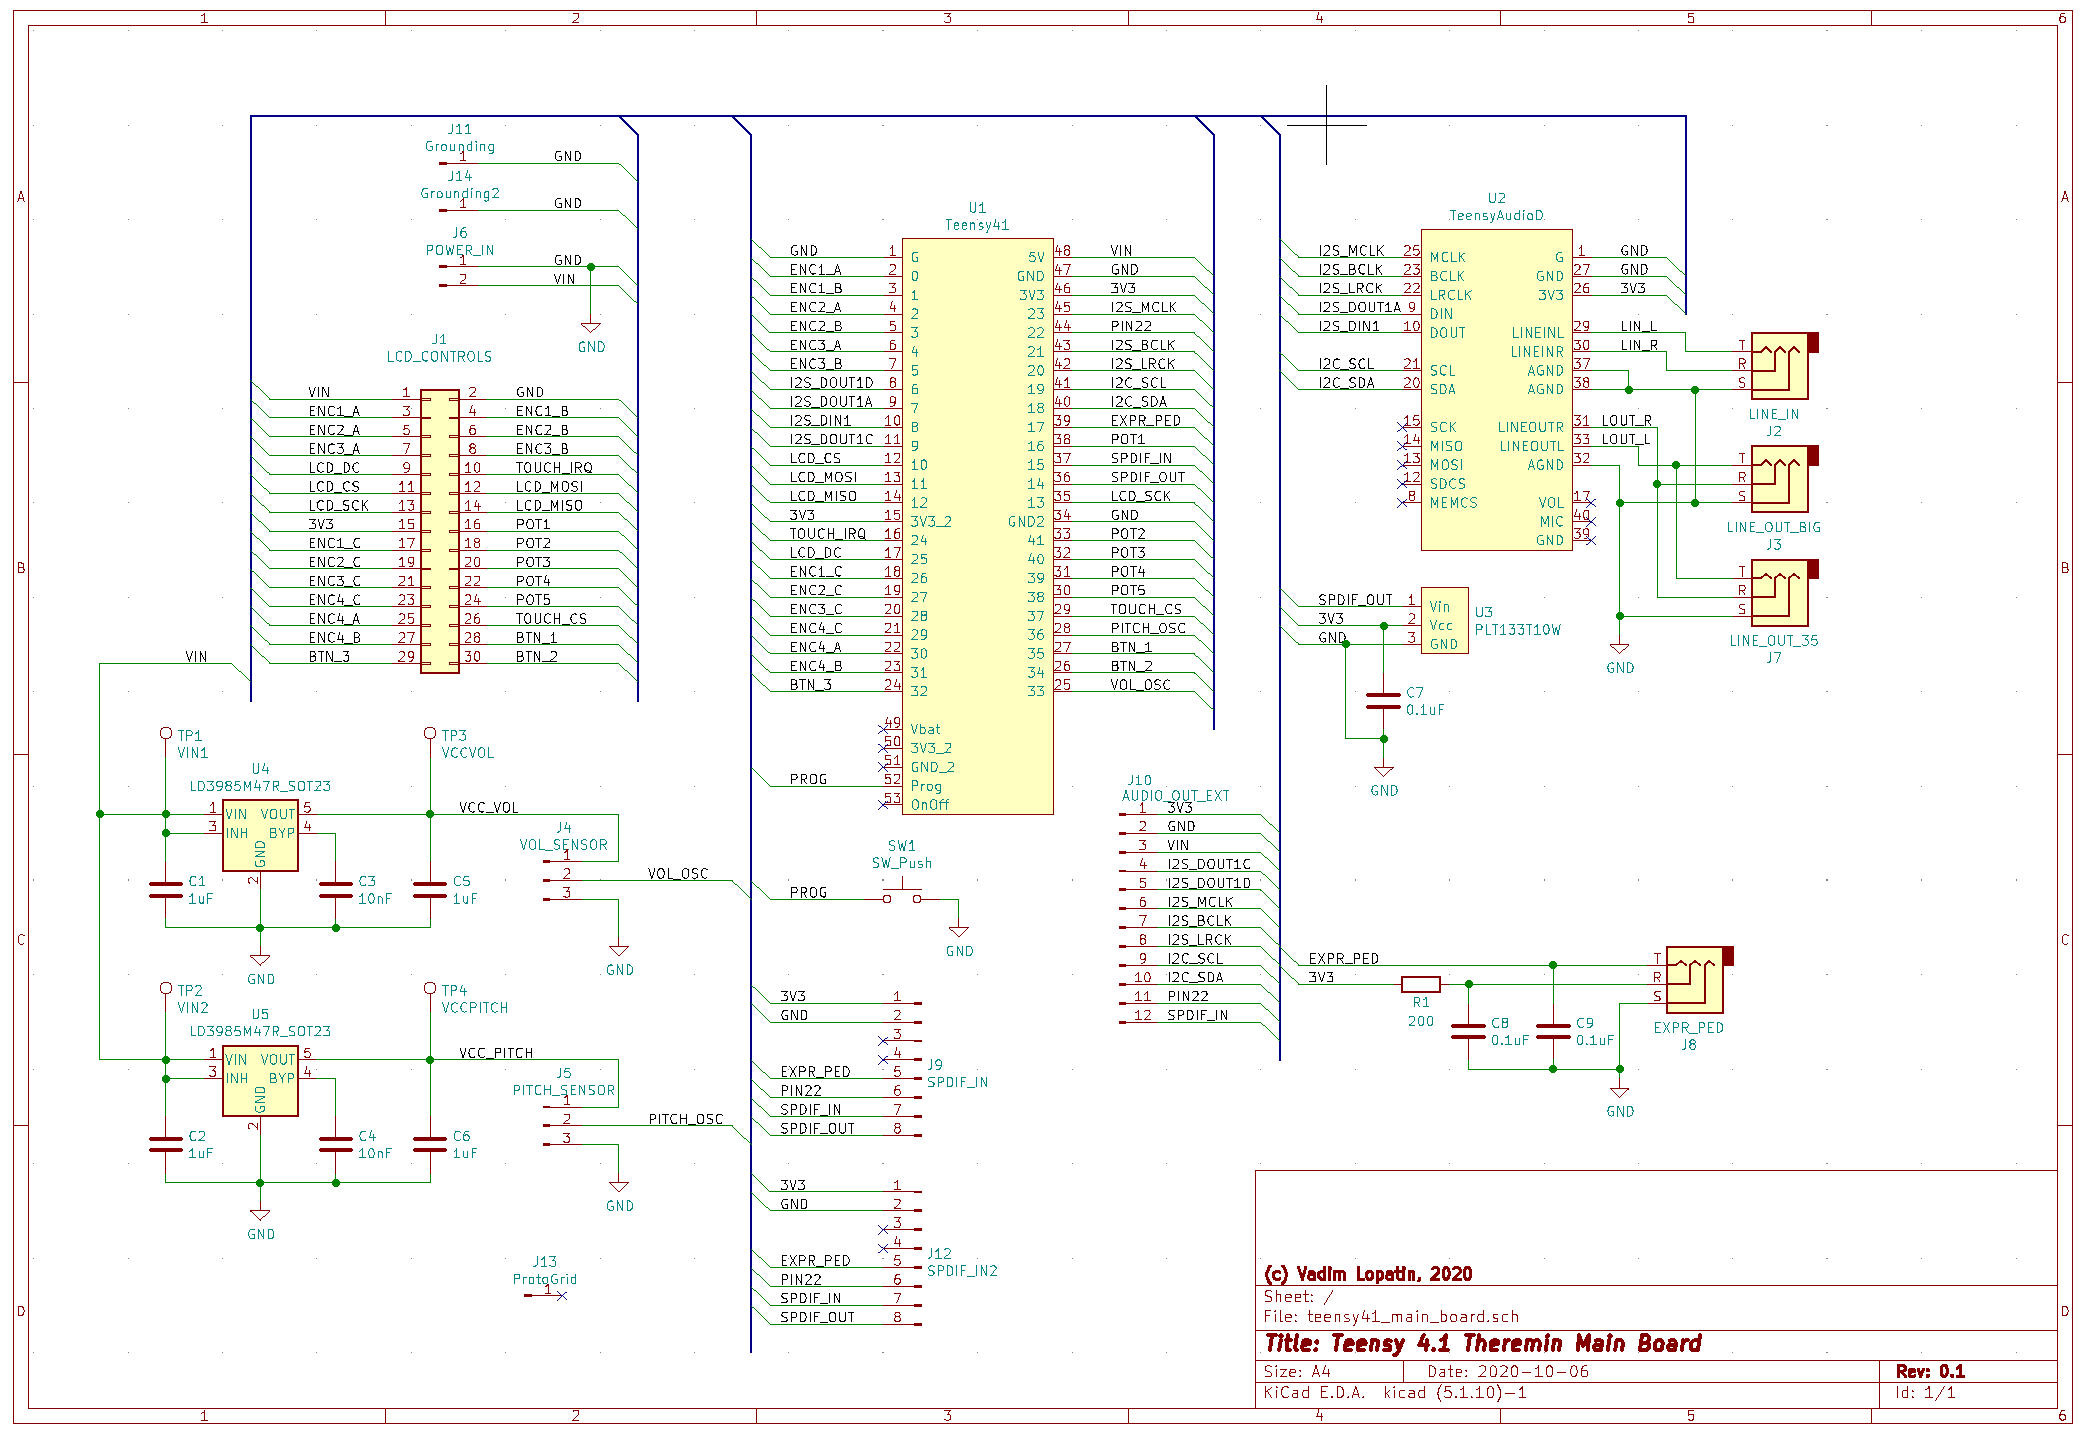 1 2 3 4 5 6
A
B
C
D
A
B
C
D
J11
Grounding
1 GND
J14
Grounding2
1 GND
J6
POWER_IN
1 GND
2 VIN
GND
J1
LCD_CONTROLS
VIN 1 2 GND
ENC1_A 3 4 ENC1_B
ENC2_A 5 6 ENC2_B
ENC3_A 7 8 ENC3_B
LCD_DC 9 10 TOUCH_IRQ
LCD_CS 11 12 LCD_MOSI
LCD_SCK 13 14 LCD_MISO
3V3 15 16 POT1
ENC1_C 17 18 POT2
ENC2_C 19 20 POT3
ENC3_C 21 22 POT4
ENC4_C 23 24 POT5
ENC4_A 25 26 TOUCH_CS
ENC4_B 27 28 BTN_1
BTN_3 29 30 BTN_2
VIN
TP1
VIN1
TP3
VCCVOL
U4
LD3985M47R_SOT23
1 VIN VOUT 5
3 INH BYP 4
GND
2
VCC_VOL
C1
1uF
C3
10nF
C5
1uF
GND
J4
VOL_SENSOR
1
2 VOL_OSC
3
GND
TP2
VIN2
TP4
VCCPITCH
U5
LD3985M47R_SOT23
1 VIN VOUT 5
3 INH BYP 4
GND
2
VCC_PITCH
C2
1uF
C4
10nF
C6
1uF
GND
J5
PITCH_SENSOR
1
2 PITCH_OSC
3
GND
J13
ProtoGrid
1
U1
Teensy41
GND 1 G 5V 48 VIN
ENC1_A 2 0 GND 47 GND
ENC1_B 3 1 3V3 46 3V3
ENC2_A 4 2 23 45 I2S_MCLK
ENC2_B 5 3 22 44 PIN22
ENC3_A 6 4 21 43 I2S_BCLK
ENC3_B 7 5 20 42 I2S_LRCK
I2S_DOUT1D 8 6 19 41 I2C_SCL
I2S_DOUT1A 9 7 18 40 I2C_SDA
I2S_DIN1 10 8 17 39 EXPR_PED
I2S_DOUT1C 11 9 16 38 POT1
LCD_CS 12 10 15 37 SPDIF_IN
LCD_MOSI 13 11 14 36 SPDIF_OUT
LCD_MISO 14 12 13 35 LCD_SCK
3V3 15 3V3_2 GND2 34 GND
TOUCH_IRQ 16 24 41 33 POT2
LCD_DC 17 25 40 32 POT3
ENC1_C 18 26 39 31 POT4
ENC2_C 19 27 38 30 POT5
ENC3_C 20 28 37 29 TOUCH_CS
ENC4_C 21 29 36 28 PITCH_OSC
ENC4_A 22 30 35 27 BTN_1
ENC4_B 23 31 34 26 BTN_2
BTN_3 24 32 33 25 VOL_OSC
49 Vbat
50 3V3_2
51 GND_2
PROG 52 Prog
53 OnOff
SW1
SW_Push
PROG
GND
3V3 1
GND 2
3
4
J9
SPDIF_IN
EXPR_PED 5
PIN22 6
SPDIF_IN 7
SPDIF_OUT 8
3V3 1
GND 2
3
4
J12
SPDIF_IN2
EXPR_PED 5
PIN22 6
SPDIF_IN 7
SPDIF_OUT 8
U2
TeensyAudioD
I2S_MCLK 25 MCLK G 1 GND
I2S_BCLK 23 BCLK GND 27 GND
I2S_LRCK 22 LRCLK 3V3 26 3V3
I2S_DOUT1A 9 DIN
I2S_DIN1 10 DOUT LINEINL 29 LIN_L
LINEINR 30 LIN_R
I2C_SCL 21 SCL AGND 37
I2C_SDA 20 SDA AGND 38
15 SCK LINEOUTR 31 LOUT_R
14 MISO LINEOUTL 33 LOUT_L
13 MOSI AGND 32
12 SDCS
8 MEMCS VOL 17
MIC 40
GND 39
T
R
S
LINE_IN
J2
T
R
S
LINE_OUT_BIG
J3
T
R
S
LINE_OUT_35
J7
GND
SPDIF_OUT 1 Vin
3V3 2 Vcc
GND 3 GND
U3
PLT133T10W
C7
0.1uF
GND
J10
AUDIO_OUT_EXT
1 3V3
2 GND
3 VIN
4 I2S_DOUT1C
5 I2S_DOUT1D
6 I2S_MCLK
7 I2S_BCLK
8 I2S_LRCK
9 I2C_SCL
10 I2C_SDA
11 PIN22
12 SPDIF_IN
EXPR_PED
3V3
R1
200
C8
0.1uF
C9
0.1uF
T
R
S
EXPR_PED
J8
GND
(c) Vadim Lopatin, 2020
Sheet: /
File: teensy41_main_board.sch
Title: Teensy 4.1 Theremin Main Board
Size: A4 Date: 2020-10-06 Rev: 0.1
KiCad E.D.A. kicad (5.1.10)-1 Id: 1/1
1 2 3 4 5 6